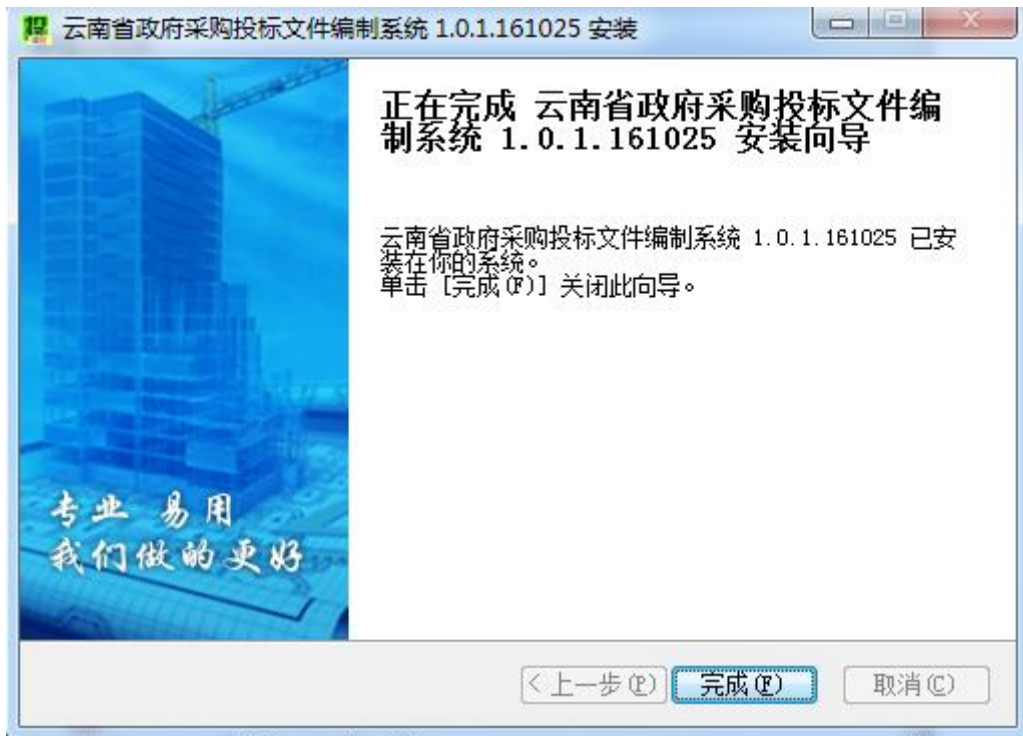 云南省政府采购投标文件编制系统 1.0.1.161025 安装
正在完成 云南省政府采购投标文件编
制系统 1.0.1.161025 安装向导
云南省政府采购投标文件编制系统 1.0.1.161025 已安
装在你的系统。
单击 [完成(F)] 关闭此向导。
专业 易用
我们做的更好
<上一步(P) 完成(F) 取消(C)